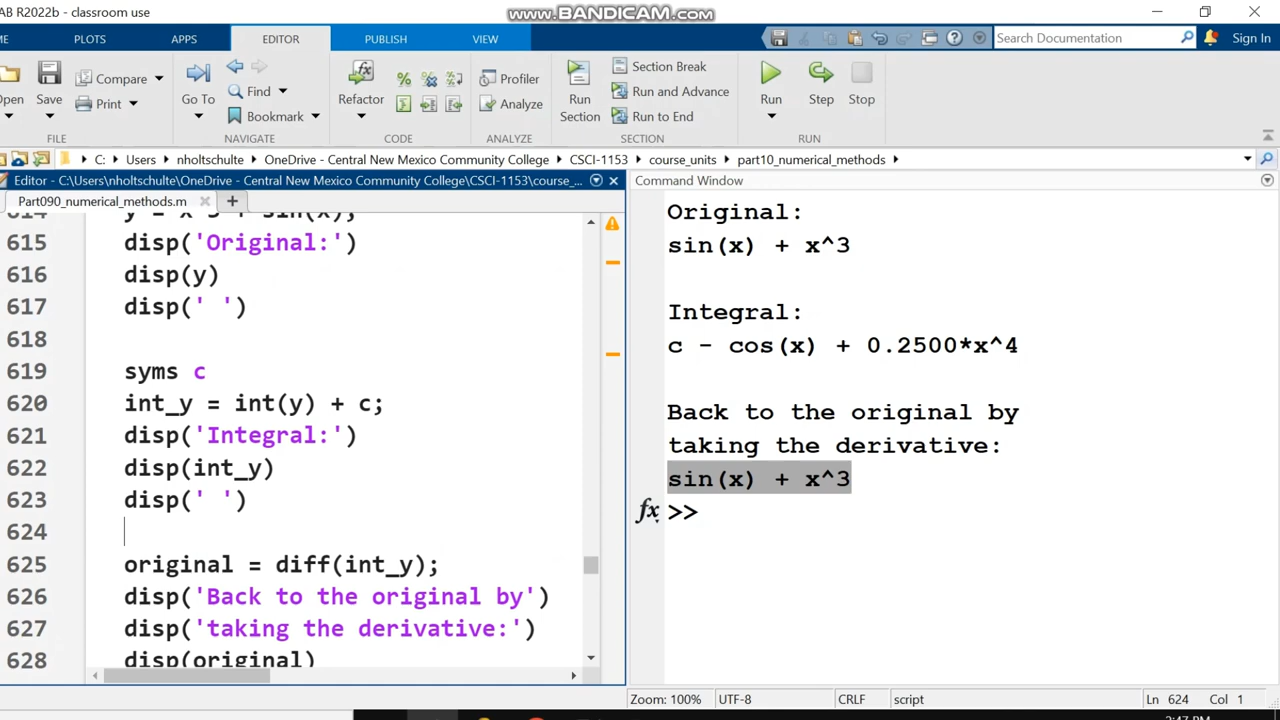 www.BANDICAM.com
AB R2022b - classroom use
ME PLOTS APPS EDITOR PUBLISH VIEW Search Documentation Sign In
Open Save Compare Print
Go To Find Bookmark
Refactor
Profiler Analyze
Run Section Section Break Run and Advance Run to End
Run Step Stop
FILE NAVIGATE CODE ANALYZE SECTION RUN
C: Users nholtschulte OneDrive - Central New Mexico Community College CSCI-1153 course_units part10_numerical_methods
Editor - C:\Users\nholtschulte\OneDrive - Central New Mexico Community College\CSCI-1153\course_...
Part090_numerical_methods.m
614 y = x^3 + sin(x);
615 disp('Original:')
616 disp(y)
617 disp(' ')
618
619 syms c
620 int_y = int(y) + c;
621 disp('Integral:')
622 disp(int_y)
623 disp(' ')
624
625 original = diff(int_y);
626 disp('Back to the original by')
627 disp('taking the derivative:')
628 disp(original)
Command Window
Original:
sin(x) + x^3
Integral:
c - cos(x) + 0.2500*x^4
Back to the original by
taking the derivative:
sin(x) + x^3
fx >>
Zoom: 100% UTF-8 CRLF script Ln 624 Col 1
2:47 PM